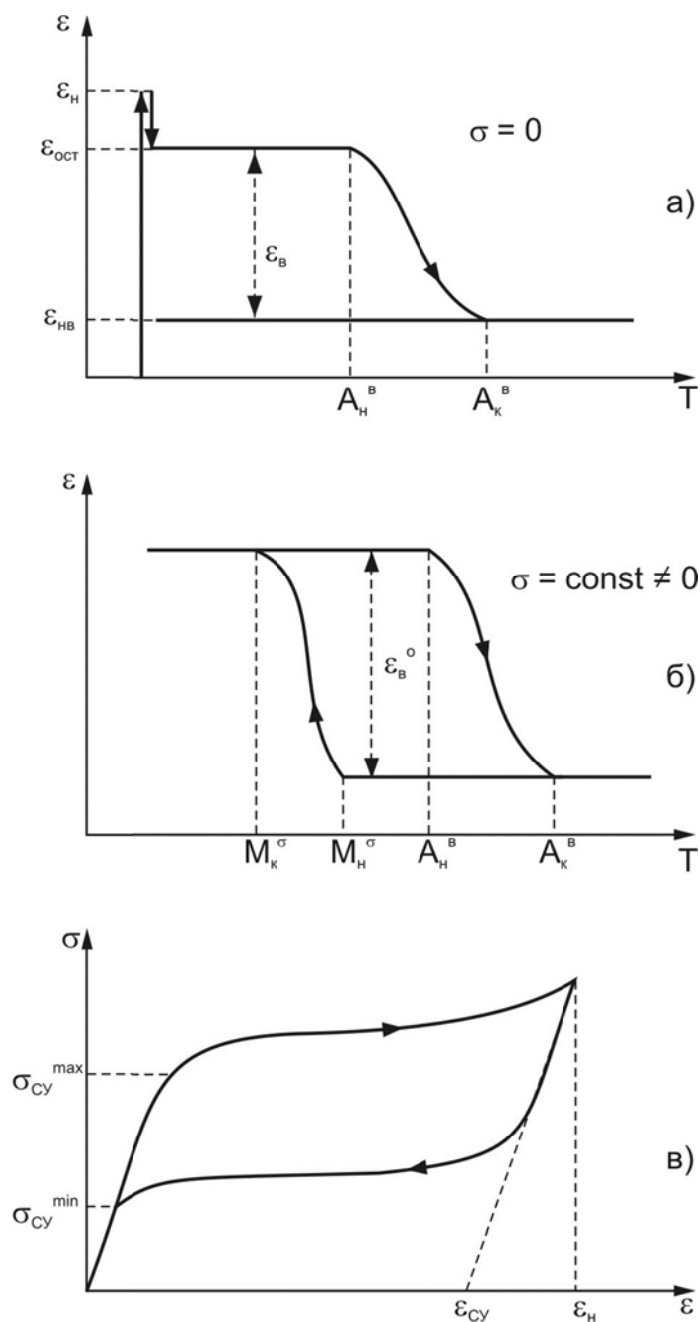 ε
εн
εост
σ = 0
а)
εв
εнв
Aнв
Aкв
T
ε
σ = const ≠ 0
εво
б)
Mкσ
Mнσ
Aнв
Aкв
T
σ
σСУmax
в)
σСУmin
εСУ
εн
ε